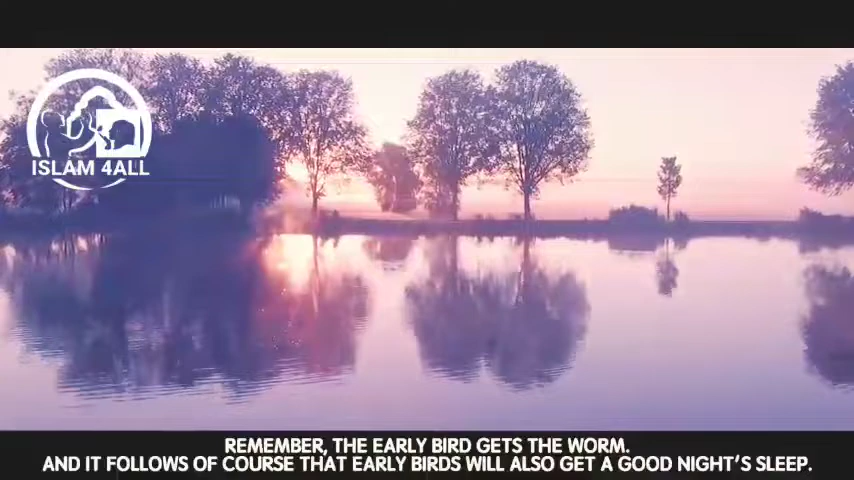 ISLAM 4ALL
REMEMBER, THE EARLY BIRD GETS THE WORM.
AND IT FOLLOWS OF COURSE THAT EARLY BIRDS WILL ALSO GET A GOOD NIGHT'S SLEEP.